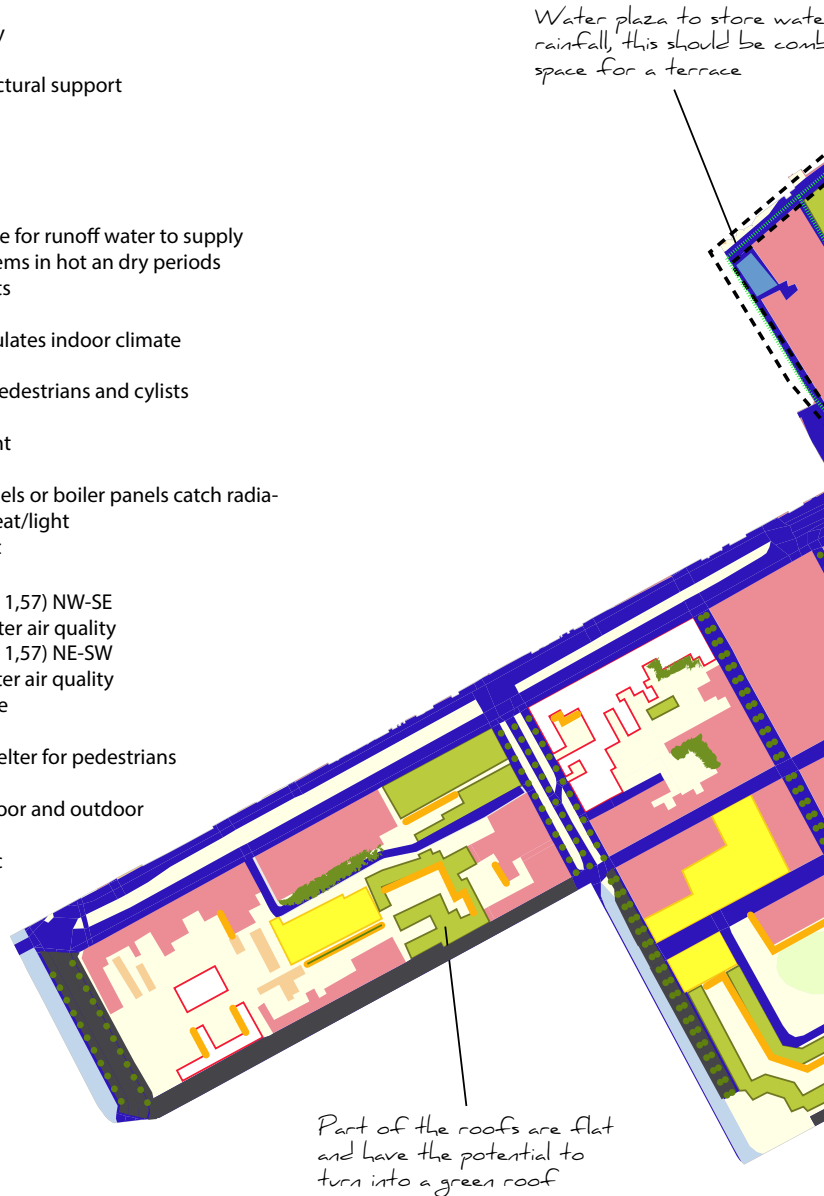 y
ctural support
e for runoff water to supply
ems in hot an dry periods
ts
ulates indoor climate
edestrians and cylists
nt
els or boiler panels catch radia-
eat/light
c
1,57) NW-SE
ter air quality
1,57) NE-SW
ter air quality
e
elter for pedestrians
oor and outdoor
c
Water plaza to store wate
rainfall, this should be comb
space for a terrace
Part of the roofs are flat
and have the potential to
turn into a green roof